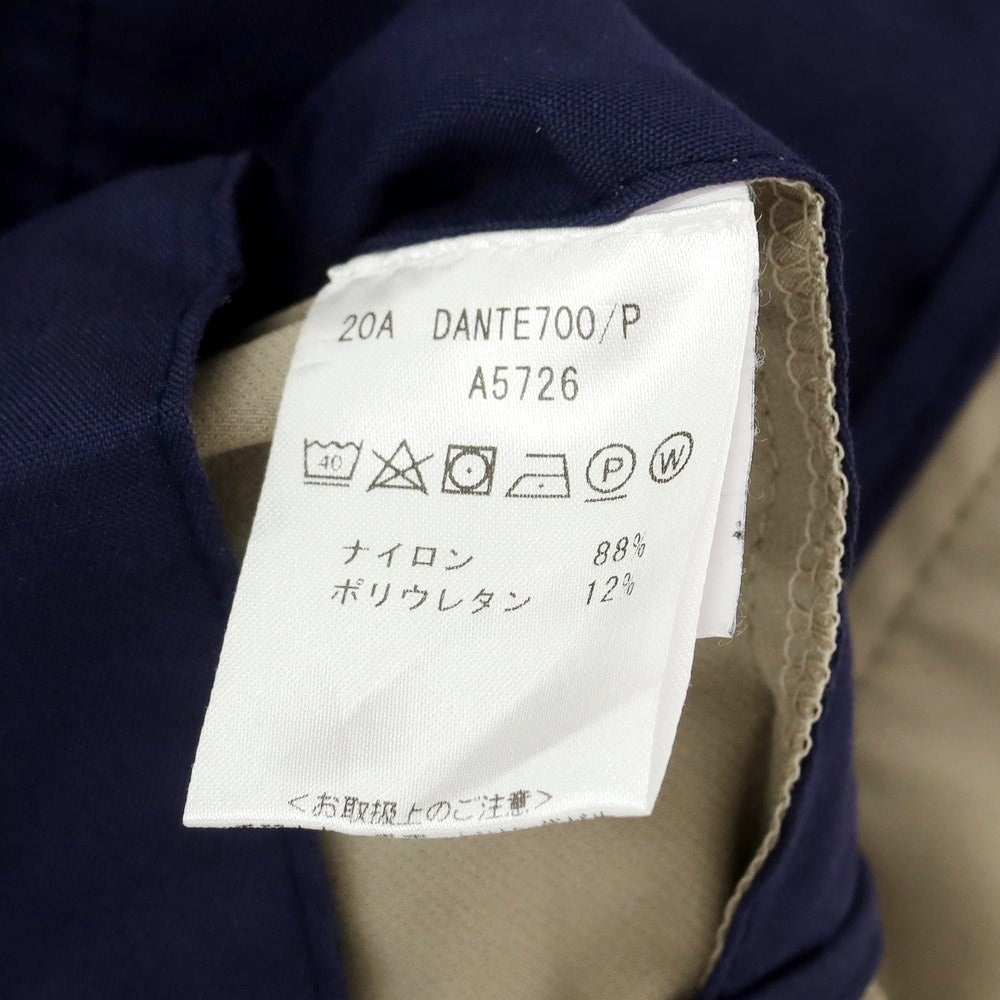 20A DANTE700/P
A5726
40 P W
ナイロン 88%
ポリウレタン 12%
<お取扱上のご注意>